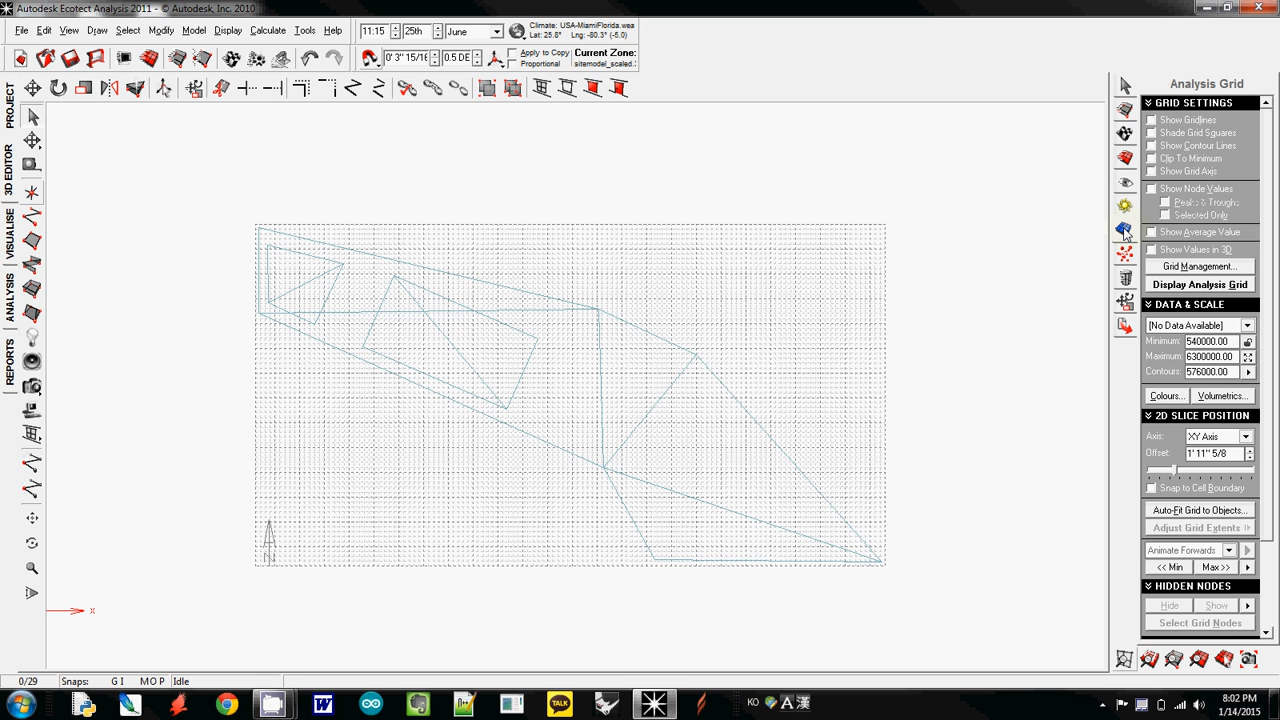 Autodesk Ecotect Analysis 2011 - © Autodesk, Inc. 2010
File Edit View Draw Select Modify Model Display Calculate Tools Help
11:15 25th June
Climate: USA-MiamiFlorida.wea
Lat: 25.8° Lng: -80.3° (-5.0)
0' 3" 15/16 0.5 DE
Apply to Copy
Proportional
Current Zone:
sitemodel_scaled.
PROJECT
3D EDITOR
VISUALISE
ANALYSIS
REPORTS
N
x
Analysis Grid
GRID SETTINGS
Show Gridlines
Shade Grid Squares
Show Contour Lines
Clip To Minimum
Show Grid Axis
Show Node Values
Peaks & Troughs
Selected Only
Show Average Value
Show Values in 3D
Grid Management...
Display Analysis Grid
DATA & SCALE
[No Data Available]
Minimum: 540000.00
Maximum: 6300000.00
Contours: 576000.00
Colours... Volumetrics...
2D SLICE POSITION
Axis: XY Axis
Offset: 1' 11" 5/8
Snap to Cell Boundary
Auto-Fit Grid to Objects...
Adjust Grid Extents
Animate Forwards
<< Min Max >>
HIDDEN NODES
Hide Show
Select Grid Nodes
0/29 Snaps: G I M O P Idle
TALK
KO A 漢
8:02 PM
1/14/2015